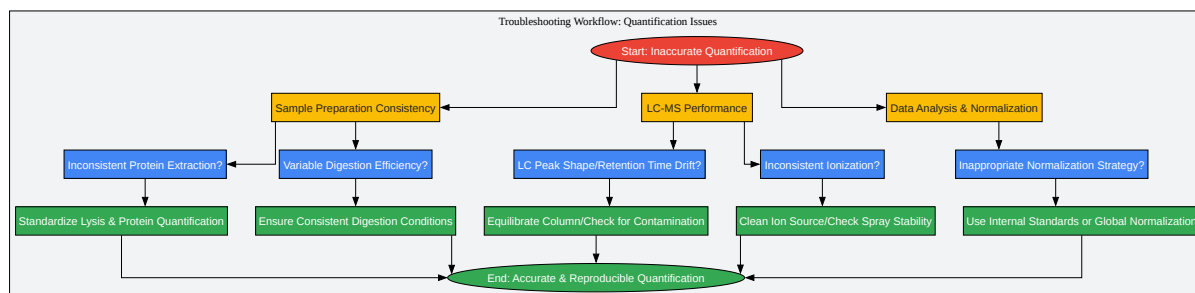 Troubleshooting Workflow: Quantification Issues
Start: Inaccurate Quantification
Sample Preparation Consistency
LC-MS Performance
Data Analysis & Normalization
Inconsistent Protein Extraction?
Variable Digestion Efficiency?
LC Peak Shape/Retention Time Drift?
Inconsistent Ionization?
Inappropriate Normalization Strategy?
Standardize Lysis & Protein Quantification
Ensure Consistent Digestion Conditions
Equilibrate Column/Check for Contamination
Clean Ion Source/Check Spray Stability
Use Internal Standards or Global Normalization
End: Accurate & Reproducible Quantification